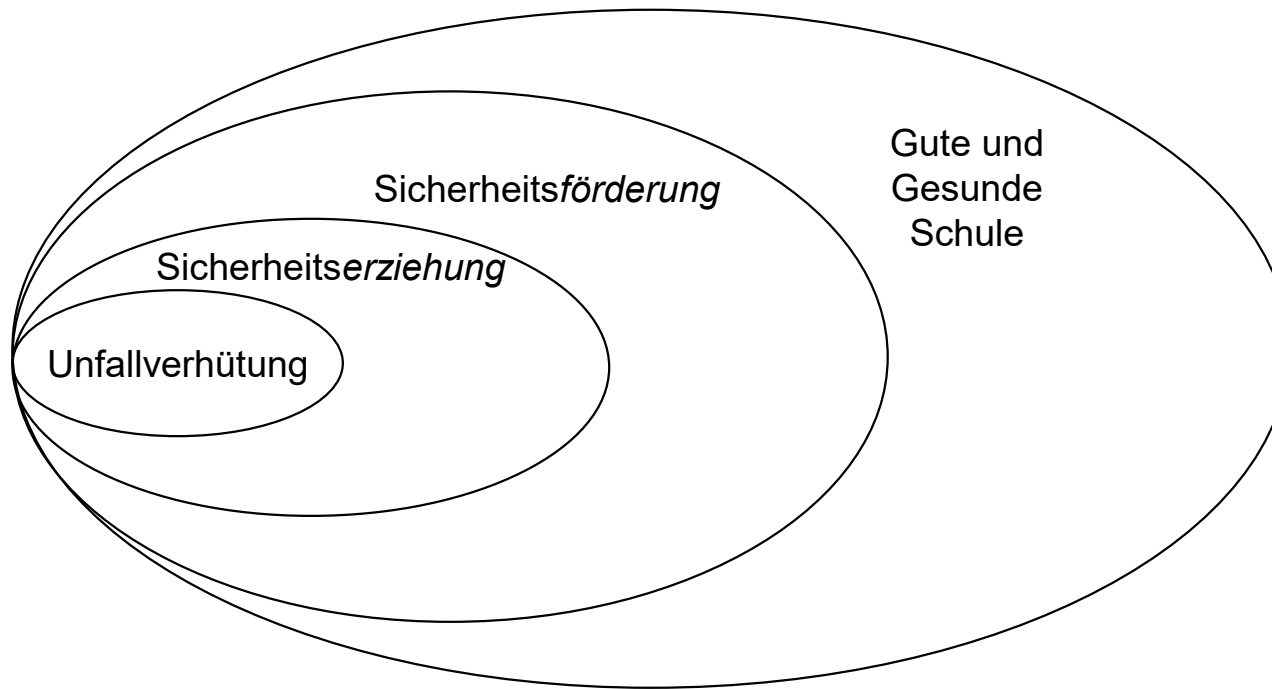 Gute und
Gesunde
Schule
Sicherheitsförderung
Sicherheitserziehung
Unfallverhütung